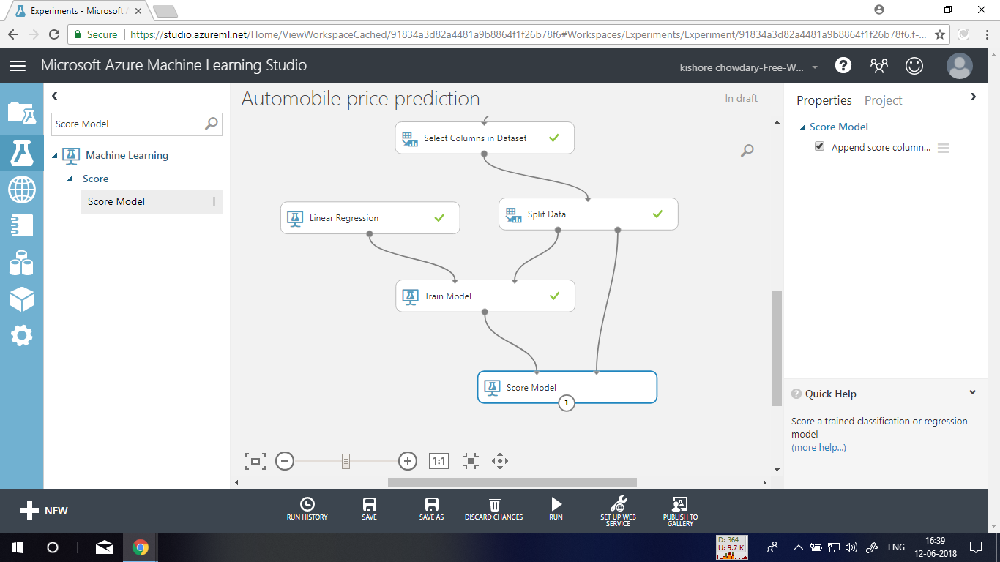 Experiments - Microsoft A
Secure
https://studio.azureml.net/Home/ViewWorkspaceCached/91834a3d82a4481a9b8864f1f26b78f6#Workspaces/Experiments/Experiment/91834a3d82a4481a9b8864f1f26b78f6.f-...
Microsoft Azure Machine Learning Studio
kishore chowdary-Free-W...
?
Score Model
Machine Learning
Score
Score Model
Automobile price prediction
In draft
Select Columns in Dataset
Linear Regression
Split Data
Train Model
Score Model
1
1:1
Properties
Project
Score Model
Append score column...
? Quick Help
Score a trained classification or regression
model
(more help...)
NEW
RUN HISTORY
SAVE
SAVE AS
DISCARD CHANGES
RUN
SET UP WEB
SERVICE
PUBLISH TO
GALLERY
D: 364
U: 9.7 K
ENG
16:39
12-06-2018